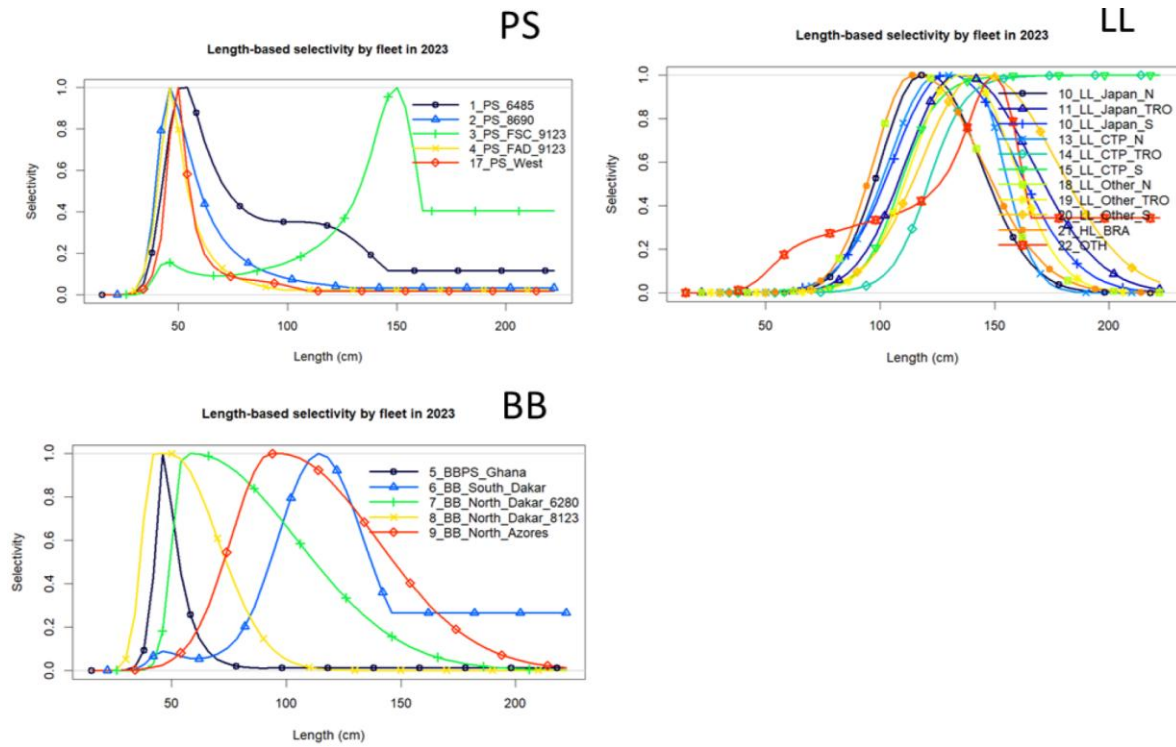 PS
Length-based selectivity by fleet in 2023
Selectivity
0.0 0.2 0.4 0.6 0.8 1.0
1_PS_6485
2_PS_8690
3_PS_FSC_9123
4_PS_FAD_9123
17_PS_West
50 100 150 200
Length (cm)
LL
Length-based selectivity by fleet in 2023
Selectivity
0.0 0.2 0.4 0.6 0.8 1.0
10_LL_Japan_N
11_LL_Japan_TRO
10_LL_Japan_S
13_LL_CTP_N
14_LL_CTP_TRO
15_LL_CTP_S
18_LL_Other_N
19_LL_Other_TRO
20_LL_Other_S
21_HL_BRA
22_OTH
50 100 150 200
Length (cm)
BB
Length-based selectivity by fleet in 2023
Selectivity
0.0 0.2 0.4 0.6 0.8 1.0
5_BBPS_Ghana
6_BB_South_Dakar
7_BB_North_Dakar_6280
8_BB_North_Dakar_8123
9_BB_North_Azores
50 100 150 200
Length (cm)